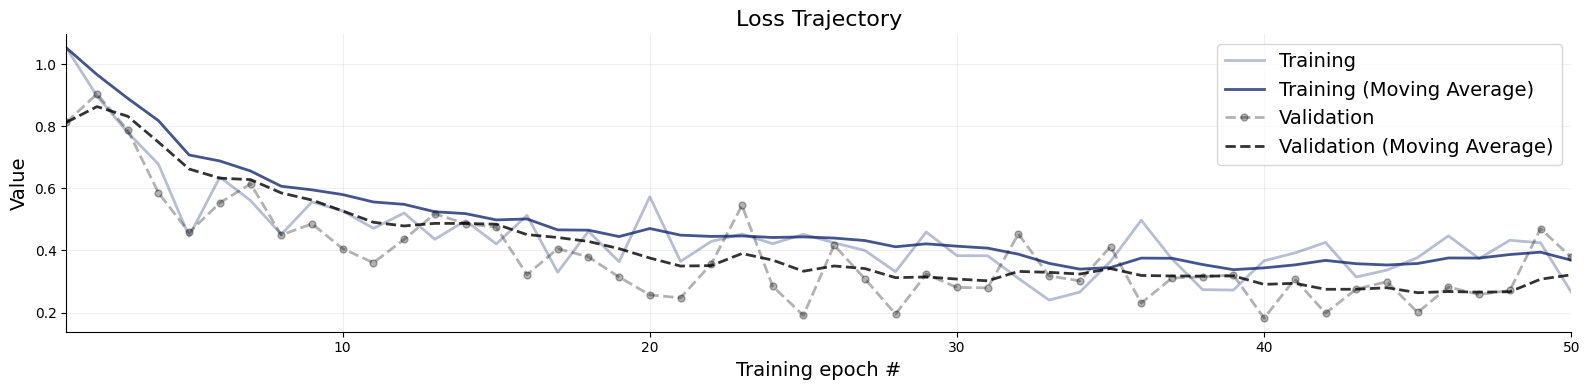 Loss Trajectory
Value
1.0
0.8
0.6
0.4
0.2
Training
Training (Moving Average)
Validation
Validation (Moving Average)
10
20
30
40
50
Training epoch #